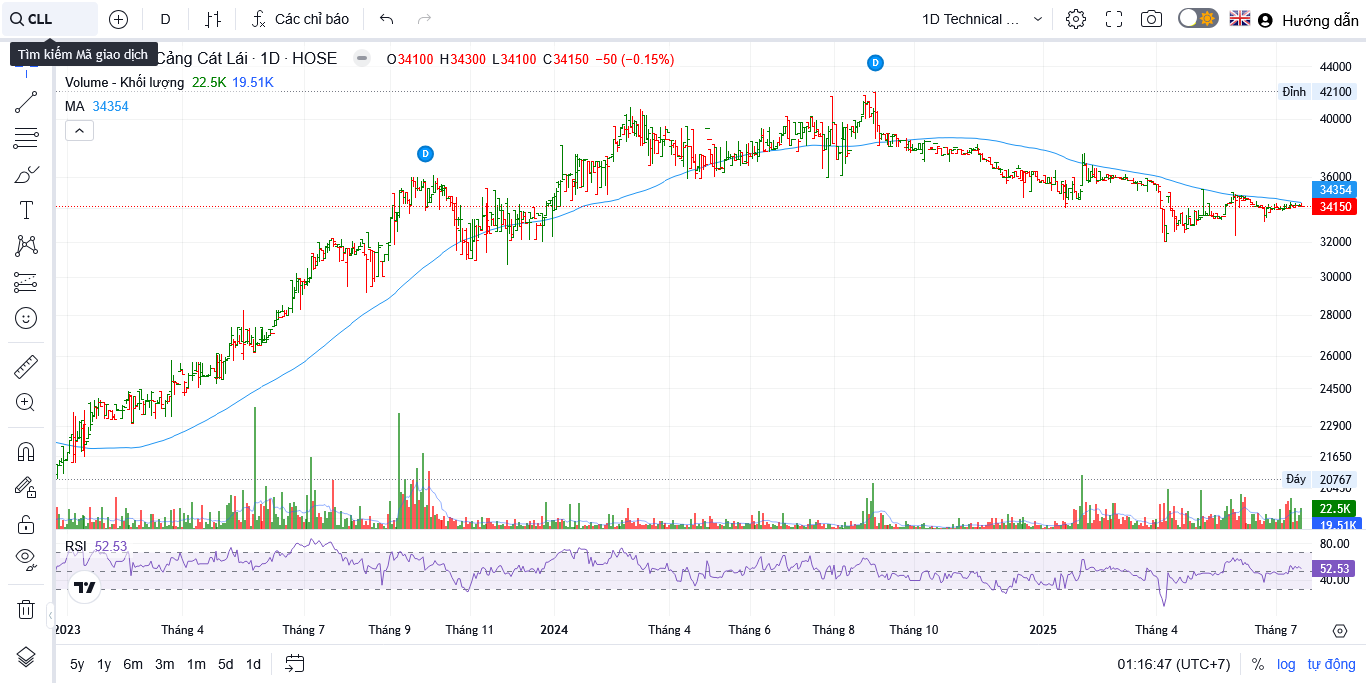 CLL
D
Các chỉ báo
1D Technical ...
Hướng dẫn
Tìm kiếm Mã giao dịch
Cảng Cát Lái · 1D · HOSE
O34100 H34300 L34100 C34150 −50 (−0.15%)
Volume - Khối lượng 22.5K 19.51K
MA 34354
D
D
44000
Đỉnh 42100
40000
36000
34354
34150
32000
30000
28000
26000
24500
22900
21650
Đáy 20767
20450
22.5K
19.51K
RSI 52.53
80.00
52.53
40.00
2023 Tháng 4 Tháng 7 Tháng 9 Tháng 11 2024 Tháng 4 Tháng 6 Tháng 8 Tháng 10 2025 Tháng 4 Tháng 7
5y 1y 6m 3m 1m 5d 1d
01:16:47 (UTC+7) % log tự động